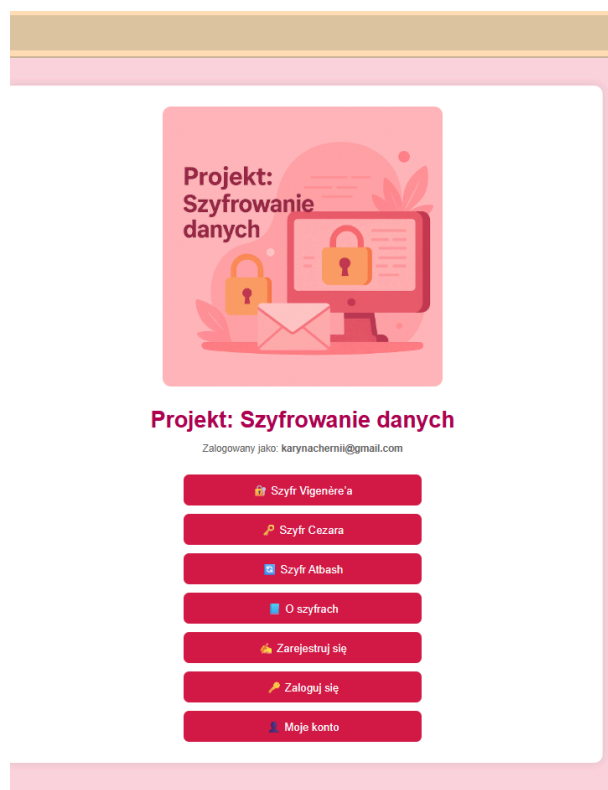 Projekt:
Szyfrowanie
danych
Projekt: Szyfrowanie danych
Zalogowany jako: karynachernii@gmail.com
🔐 Szyfr Vigenère'a
🔑 Szyfr Cezara
🔄 Szyfr Atbash
📘 O szyfrach
✍️ Zarejestruj się
🔑 Zaloguj się
👤 Moje konto